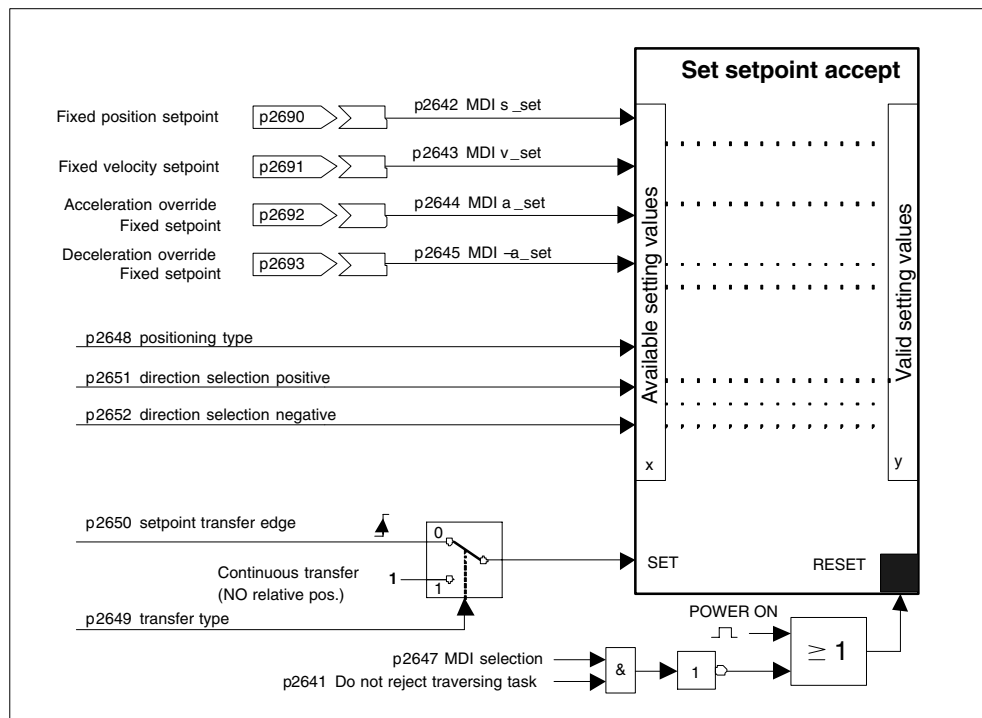 Set setpoint accept
Fixed position setpoint p2690 p2642 MDI s_set
Fixed velocity setpoint p2691 p2643 MDI v_set
Acceleration override
Fixed setpoint p2692 p2644 MDI a_set
Deceleration override
Fixed setpoint p2693 p2645 MDI –a_set
Available setting values
Valid setting values
p2648 positioning type
p2651 direction selection positive
p2652 direction selection negative
x
y
p2650 setpoint transfer edge
0
Continuous transfer
(NO relative pos.)
1
1
SET
RESET
p2649 transfer type
POWER ON
≥ 1
p2647 MDI selection
p2641 Do not reject traversing task
&
1